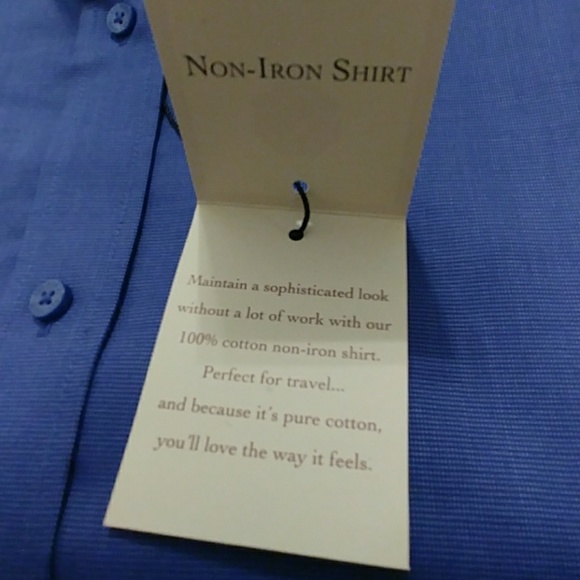 Non-Iron Shirt
Maintain a sophisticated look
without a lot of work with our
100% cotton non-iron shirt.
Perfect for travel...
and because it's pure cotton,
you'll love the way it feels.